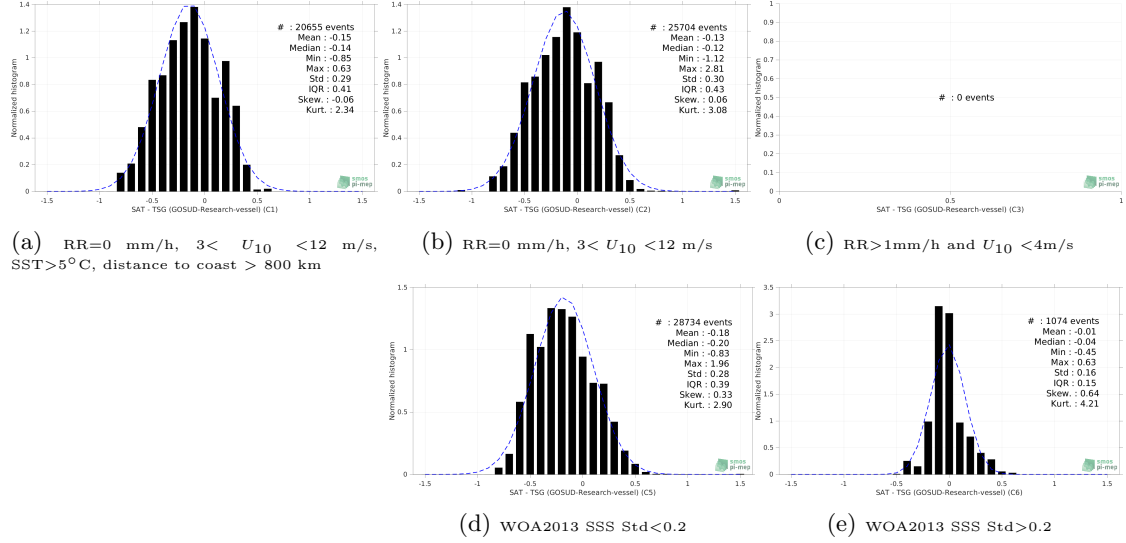 Normalized histogram
1.4
1.2
1
0.8
0.6
0.4
0.2
0
-1.5
-1
-0.5
0
0.5
1
1.5
# : 20655 events
Mean : -0.15
Median : -0.14
Min : -0.85
Max : 0.63
Std : 0.29
IQR : 0.41
Skew. : -0.06
Kurt. : 2.34
smos
pi-mep
SAT - TSG (GOSUD-Research-vessel) (C1)
(a) RR=0 mm/h, 3< U10 <12 m/s,
SST>5°C, distance to coast > 800 km
Normalized histogram
1.4
1.2
1
0.8
0.6
0.4
0.2
0
-1.5
-1
-0.5
0
0.5
1
1.5
# : 25704 events
Mean : -0.13
Median : -0.12
Min : -1.12
Max : 2.81
Std : 0.30
IQR : 0.43
Skew. : 0.06
Kurt. : 3.08
smos
pi-mep
SAT - TSG (GOSUD-Research-vessel) (C2)
(b) RR=0 mm/h, 3< U10 <12 m/s
Normalized histogram
1
0.9
0.8
0.7
0.6
0.5
0.4
0.3
0.2
0.1
0
0
0.5
1
# : 0 events
smos
pi-mep
SAT - TSG (GOSUD-Research-vessel) (C3)
(c) RR>1mm/h and U10 <4m/s
Normalized histogram
1.5
1
0.5
0
-1.5
-1
-0.5
0
0.5
1
1.5
# : 28734 events
Mean : -0.18
Median : -0.20
Min : -0.83
Max : 1.96
Std : 0.28
IQR : 0.39
Skew. : 0.33
Kurt. : 2.90
smos
pi-mep
SAT - TSG (GOSUD-Research-vessel) (C5)
(d) WOA2013 SSS Std<0.2
Normalized histogram
3.5
3
2.5
2
1.5
1
0.5
0
-1.5
-1
-0.5
0
0.5
1
1.5
# : 1074 events
Mean : -0.01
Median : -0.04
Min : -0.45
Max : 0.63
Std : 0.16
IQR : 0.15
Skew. : 0.64
Kurt. : 4.21
smos
pi-mep
SAT - TSG (GOSUD-Research-vessel) (C6)
(e) WOA2013 SSS Std>0.2